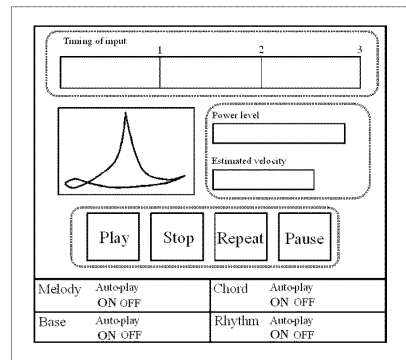 Timing of input
1 2 3
Power level
Estimated velocity
Play Stop Repeat Pause
Melody Auto-play Chord Auto-play
ON OFF ON OFF
Base Auto-play Rhythm Auto-play
ON OFF ON OFF